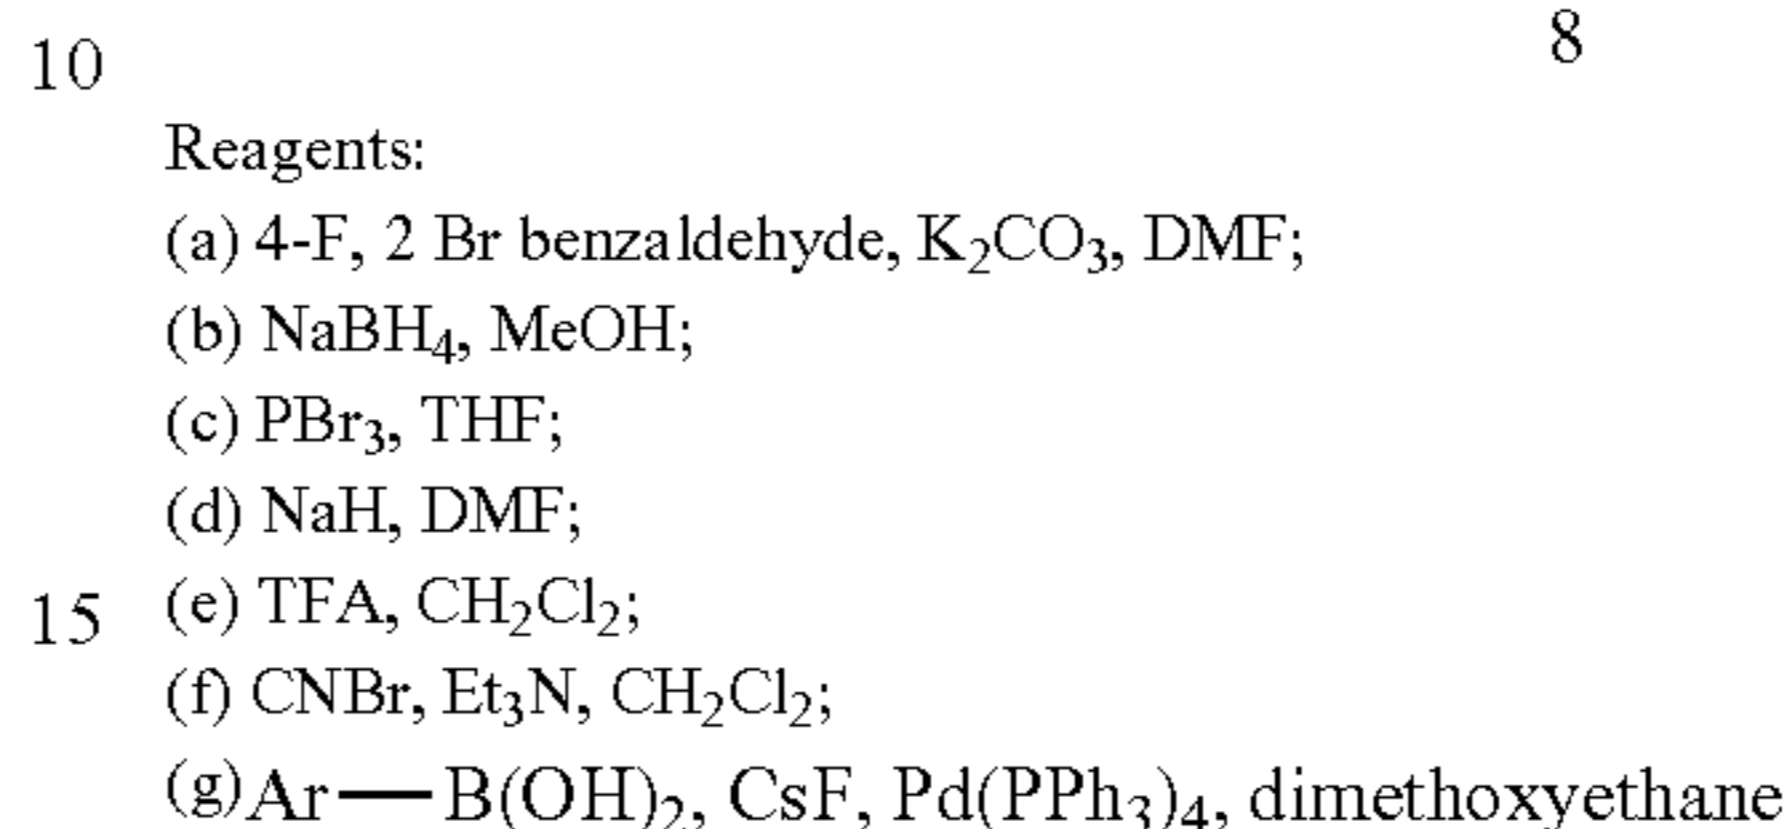 10 8
Reagents:
(a) 4-F, 2 Br benzaldehyde, K₂CO₃, DMF;
(b) NaBH₄, MeOH;
(c) PBr₃, THF;
(d) NaH, DMF;
15 (e) TFA, CH₂Cl₂;
(f) CNBr, Et₃N, CH₂Cl₂;
(g) Ar—B(OH)₂, CsF, Pd(PPh₃)₄, dimethoxyethane